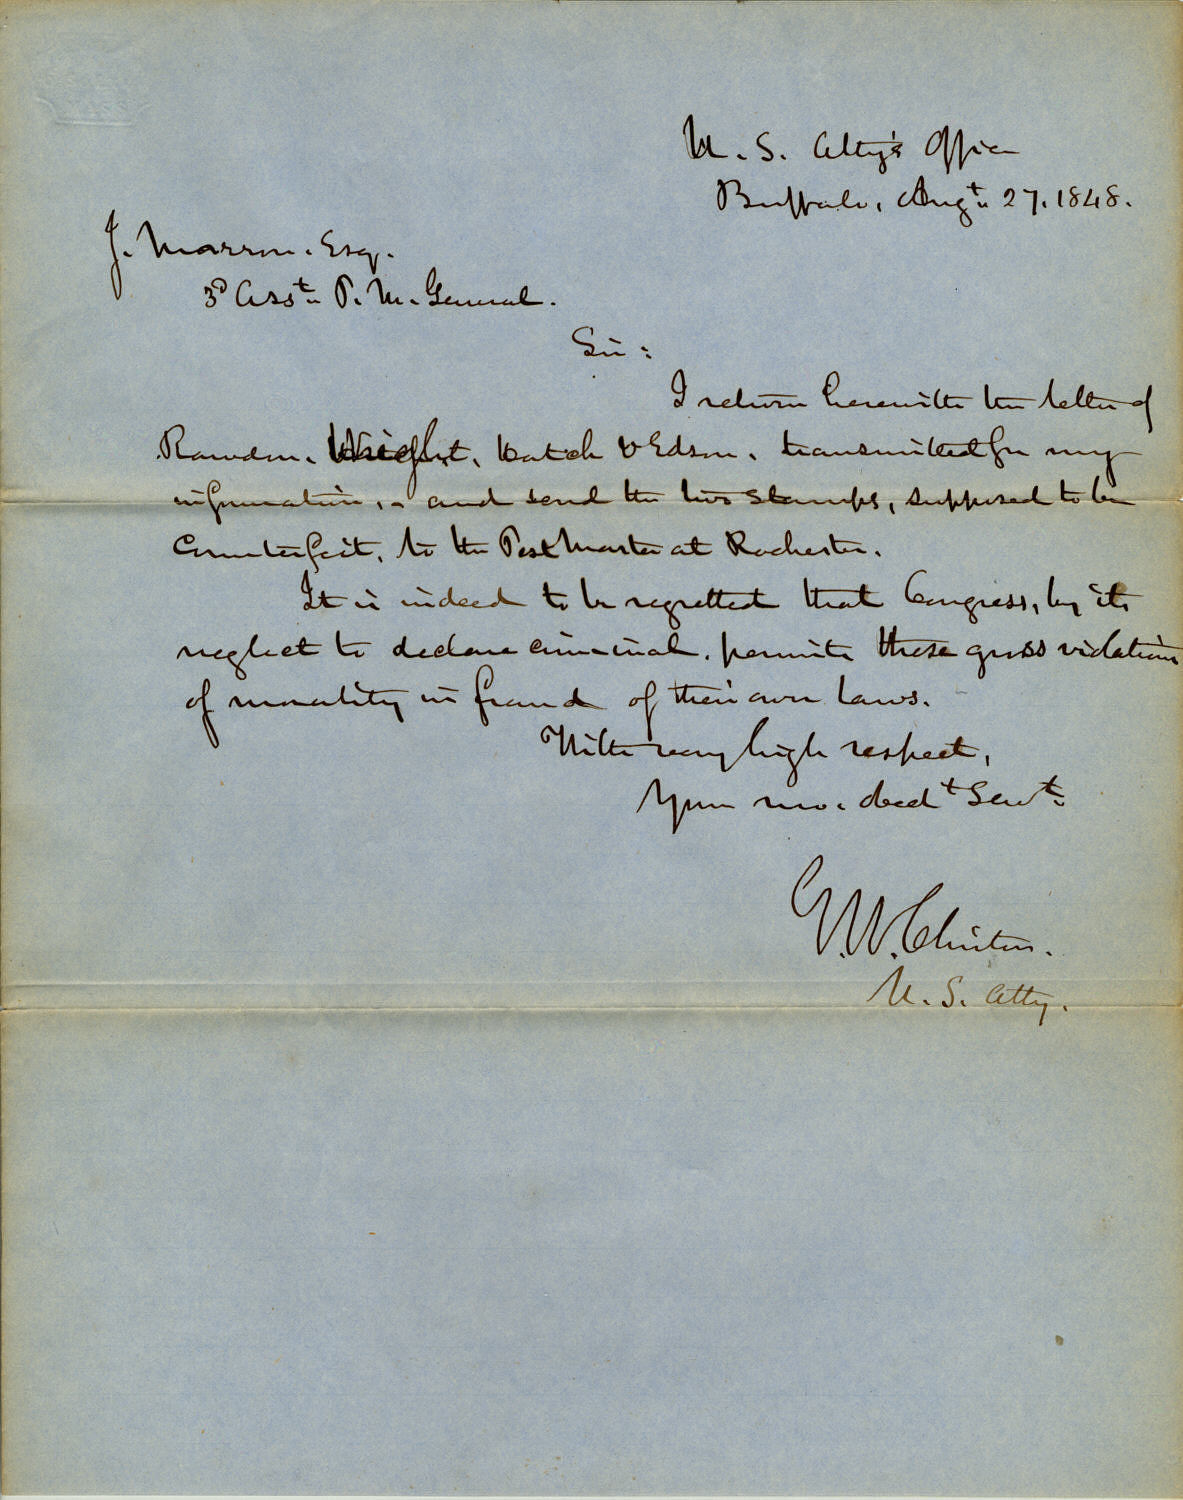 U. S. Atty's Office
Buffalo, Augt. 27. 1848.
J. Marron. Esq.
3d Asst. P. M. General.
Sir:
I return herewith the letter of
Rawdon, Wright, Hatch & Edson, transmitted for my
information, - and send the two stamps, supposed to be
counterfeit, to the Post Master at Rochester.
It is indeed to be regretted that Congress, by its
neglect to declare criminal, permits these gross violations
of morality in fraud of their own laws.
With very high respect,
Your mo. obedt Servt.
G. W. Clinton.
U. S. Atty.